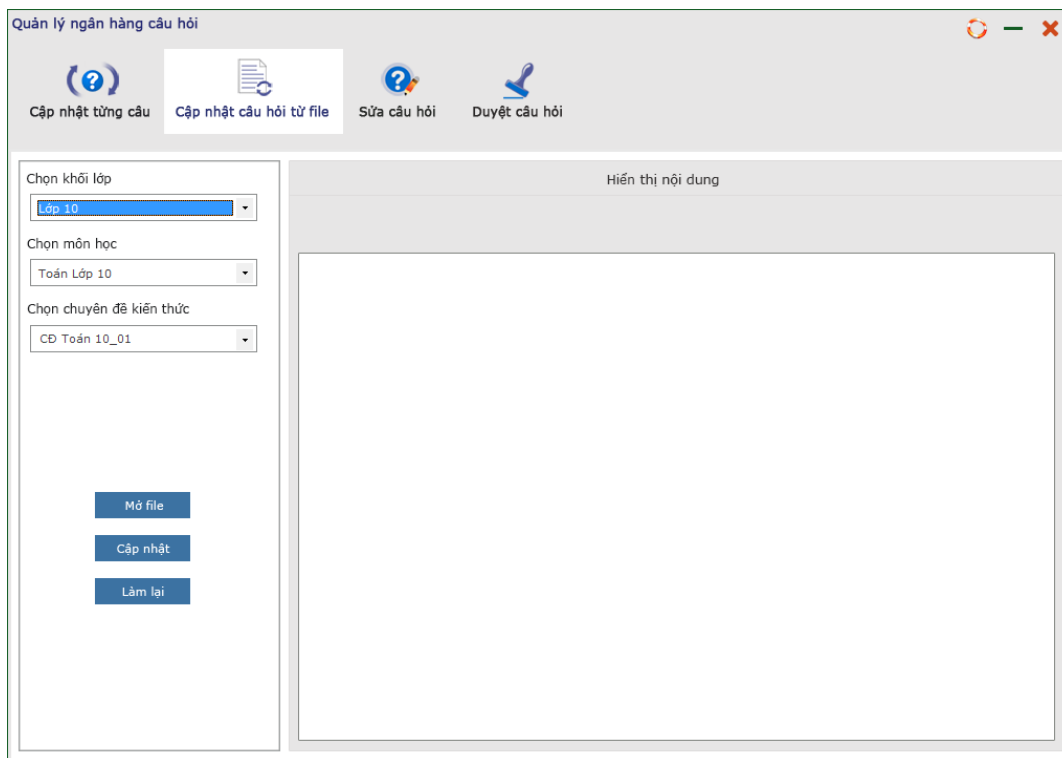 Quản lý ngân hàng câu hỏi
Cập nhật từng câu
Cập nhật câu hỏi từ file
Sửa câu hỏi
Duyệt câu hỏi
Chọn khối lớp
Lớp 10
Chọn môn học
Toán Lớp 10
Chọn chuyên đề kiến thức
CĐ Toán 10_01
Mở file
Cập nhật
Làm lại
Hiển thị nội dung